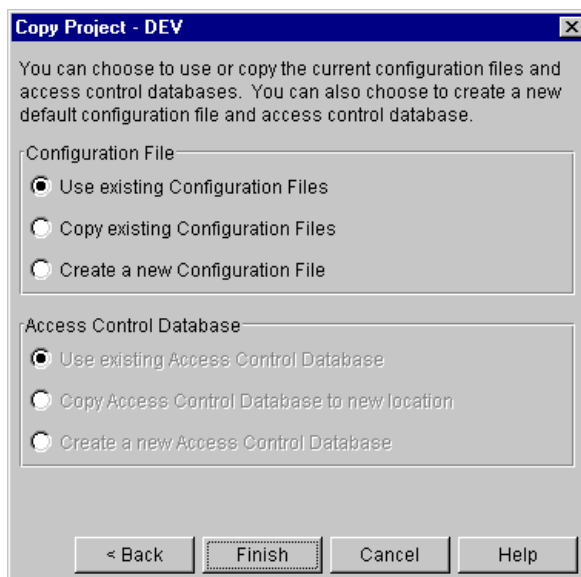 Copy Project - DEV
You can choose to use or copy the current configuration files and
access control databases. You can also choose to create a new
default configuration file and access control database.
Configuration File
Use existing Configuration Files
Copy existing Configuration Files
Create a new Configuration File
Access Control Database
Use existing Access Control Database
Copy Access Control Database to new location
Create a new Access Control Database
< Back Finish Cancel Help